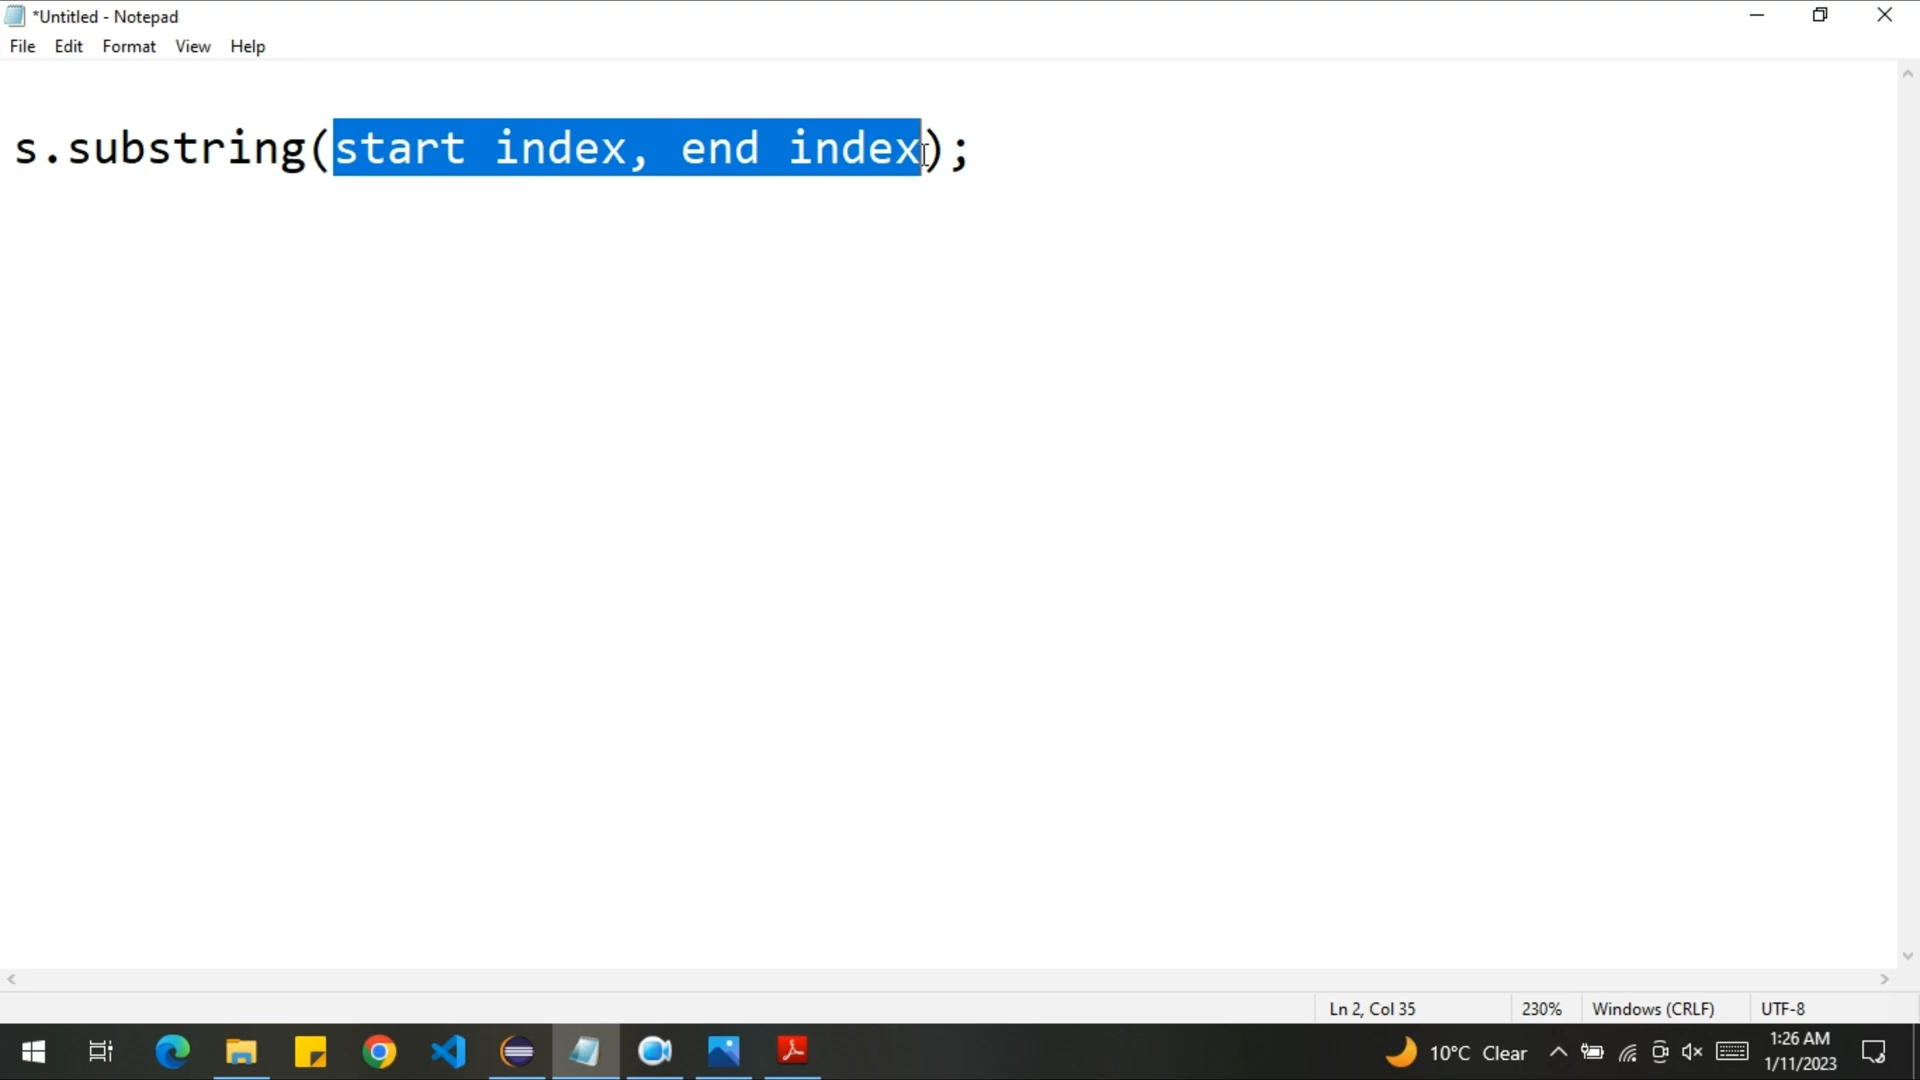 *Untitled - Notepad
File Edit Format View Help
s.substring(start index, end index);
Ln 2, Col 35 230% Windows (CRLF) UTF-8
10°C Clear 1:26 AM
1/11/2023